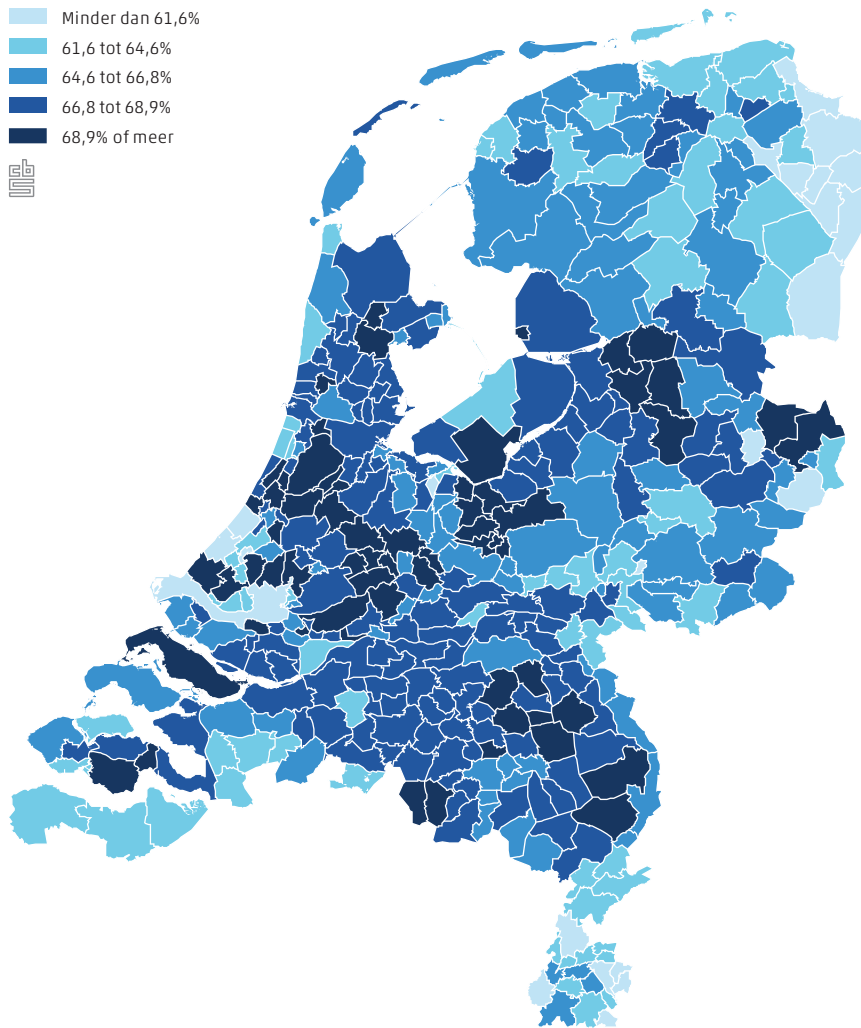 Minder dan 61,6%
61,6 tot 64,6%
64,6 tot 66,8%
66,8 tot 68,9%
68,9% of meer
cbs